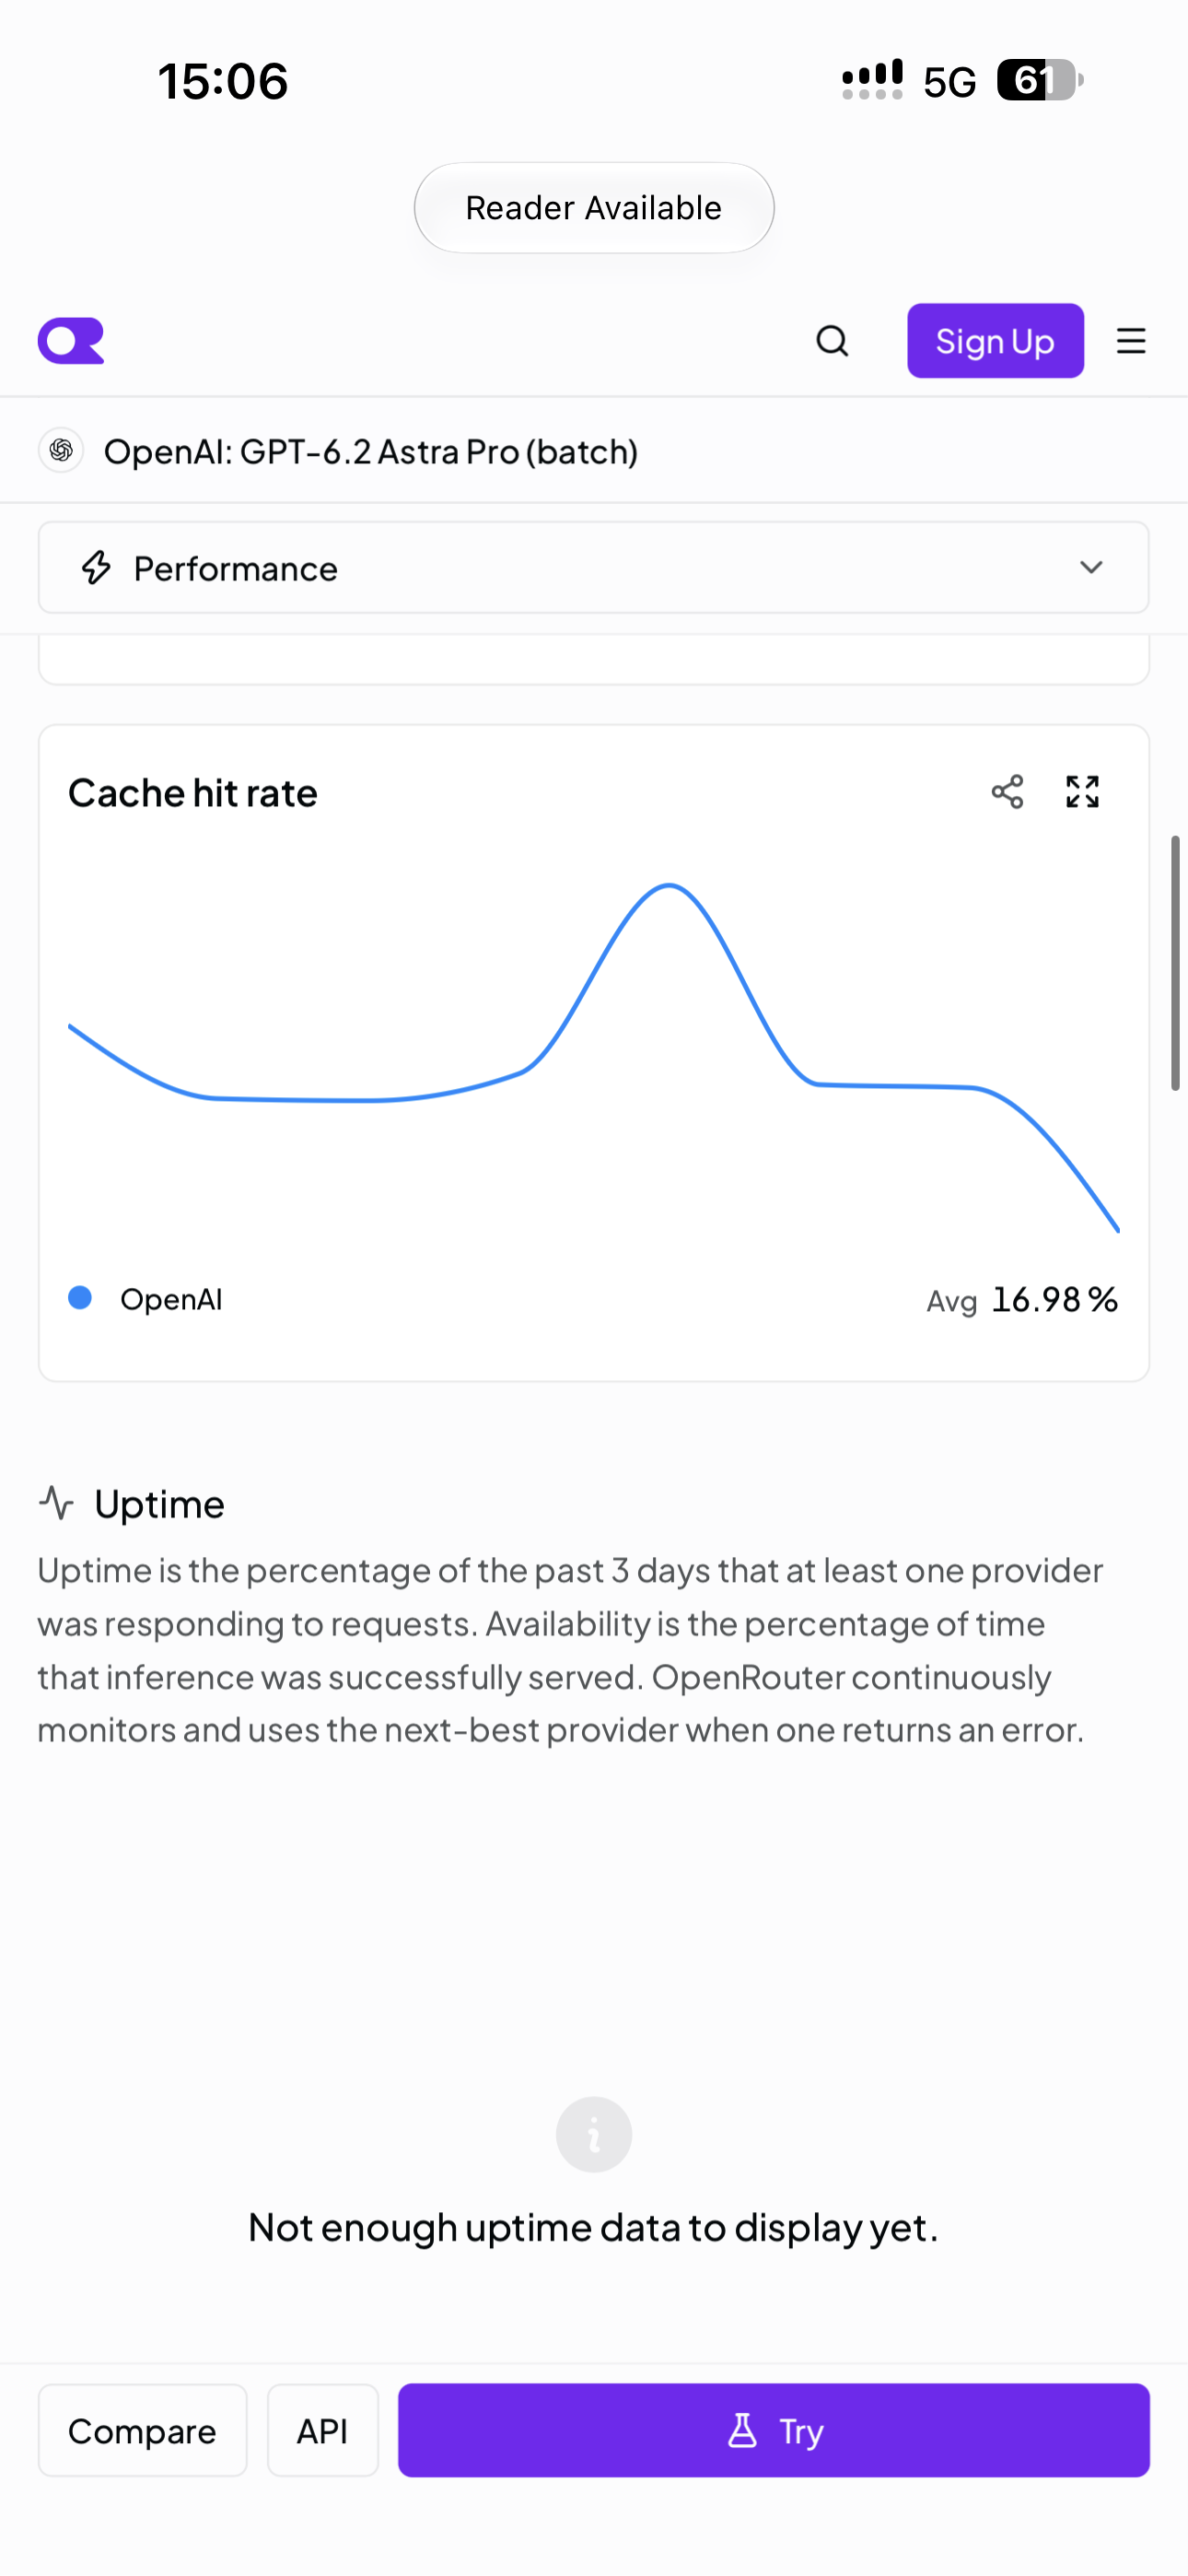 15:06
5G
61
Reader Available
Sign Up
OpenAI: GPT-6.2 Astra Pro (batch)
Performance
Cache hit rate
OpenAI
Avg 16.98 %
Uptime
Uptime is the percentage of the past 3 days that at least one provider
was responding to requests. Availability is the percentage of time
that inference was successfully served. OpenRouter continuously
monitors and uses the next-best provider when one returns an error.
Not enough uptime data to display yet.
Compare
API
Try